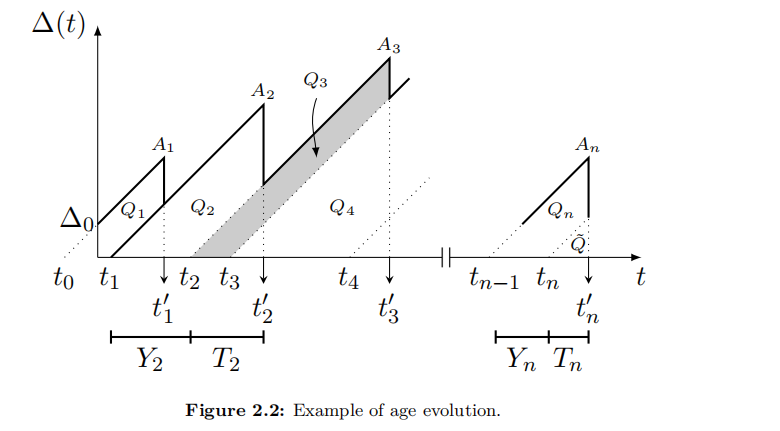 Δ(t)
A₃
Q₃
A₂
A₁
Aₙ
Δ₀
Q₁
Q₂
Q₄
Qₙ
Q̃
t₀ t₁ t₂ t₃ t₄ tₙ₋₁ tₙ t
t′₁ t′₂ t′₃ t′ₙ
Y₂ T₂ Yₙ Tₙ
Figure 2.2: Example of age evolution.